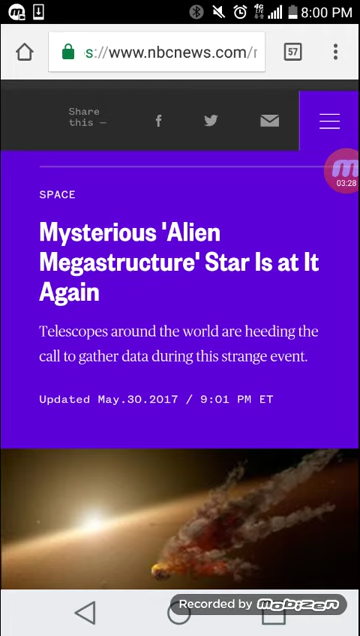 4G
LTE
8:00 PM
s://www.nbcnews.com/r
57
Share
this —
03:28
SPACE
Mysterious 'Alien
Megastructure' Star Is at It
Again
Telescopes around the world are heeding the
call to gather data during this strange event.
Updated May.30.2017 / 9:01 PM ET
Recorded by Mobizen